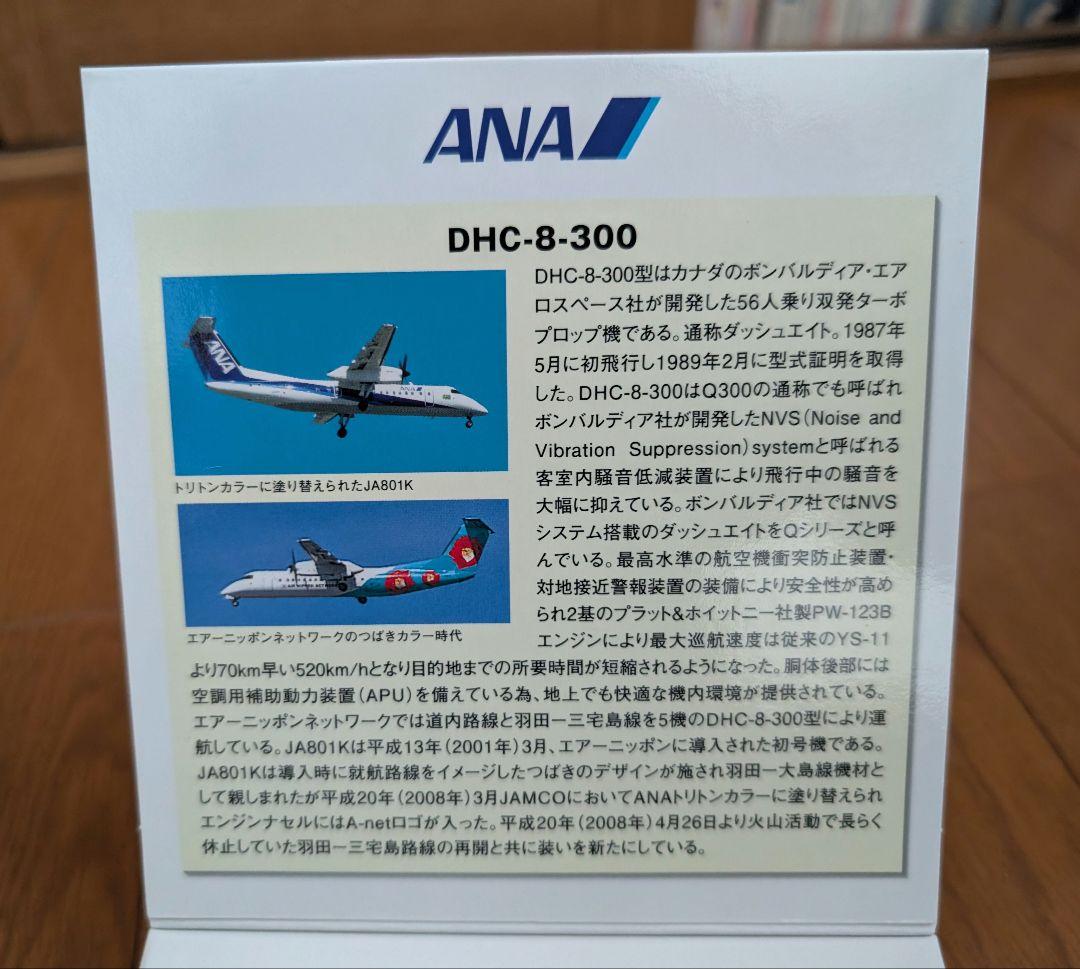 ANA
DHC-8-300
DHC-8-300型はカナダのボンバルディア・エア
ロスペース社が開発した56人乗り双発ターボ
プロップ機である。通称ダッシュエイト。1987年
5月に初飛行し1989年2月に型式証明を取得
した。DHC-8-300はQ300の通称でも呼ばれ
ボンバルディア社が開発したNVS(Noise and
Vibration Suppression)systemと呼ばれる
客室内騒音低減装置により飛行中の騒音を
大幅に抑えている。ボンバルディア社ではNVS
システム搭載のダッシュエイトをQシリーズと呼
んでいる。最高水準の航空機衝突防止装置・
対地接近警報装置の装備により安全性が高め
られ2基のプラット&ホイットニー社製PW-123B
エンジンにより最大巡航速度は従来のYS-11
より70km早い520km/hとなり目的地までの所要時間が短縮されるようになった。胴体後部には
空調用補助動力装置(APU)を備えている為、地上でも快適な機内環境が提供されている。
エアーニッポンネットワークでは道内路線と羽田ー三宅島線を5機のDHC-8-300型により運
航している。JA801Kは平成13年(2001年)3月、エアーニッポンに導入された初号機である。
JA801Kは導入時に就航路線をイメージしたつばきのデザインが施され羽田ー大島線機材と
して親しまれたが平成20年(2008年)3月JAMCOにおいてANAトリトンカラーに塗り替えられ
エンジンナセルにはA-netロゴが入った。平成20年(2008年)4月26日より火山活動で長らく
休止していた羽田ー三宅島路線の再開と共に装いを新たにしている。
ANA
ANA
トリトンカラーに塗り替えられたJA801K
AIR NIPPON NETWORK
エアーニッポンネットワークのつばきカラー時代